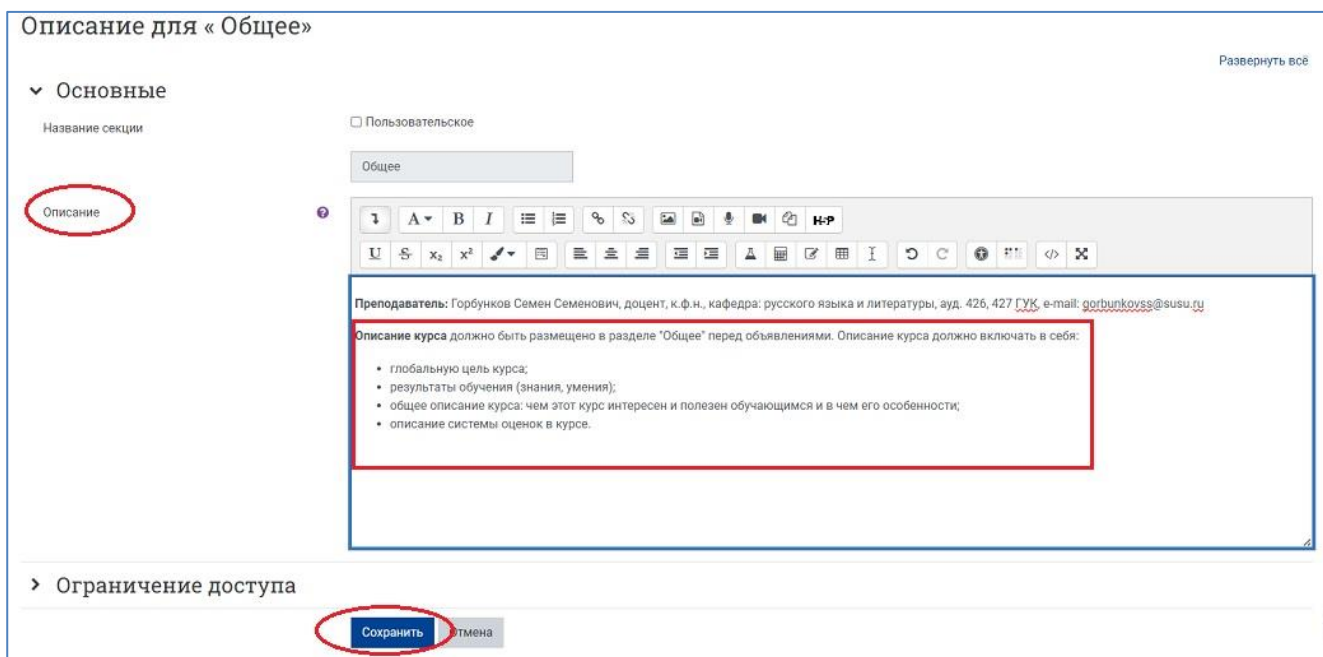 Описание для « Общее»
Развернуть всё
Основные
Название секции
Пользовательское
Общее
Описание
A B I H-P
U S x₂ x²
Преподаватель: Горбунков Семен Семенович, доцент, к.ф.н., кафедра: русского языка и литературы, ауд. 426, 427 ГУК, e-mail: gorbunkovss@susu.ru
Описание курса должно быть размещено в разделе "Общее" перед объявлениями. Описание курса должно включать в себя:
• глобальную цель курса;
• результаты обучения (знания, умения);
• общее описание курса: чем этот курс интересен и полезен обучающимся и в чем его особенности;
• описание системы оценок в курсе.
Ограничение доступа
Сохранить Отмена